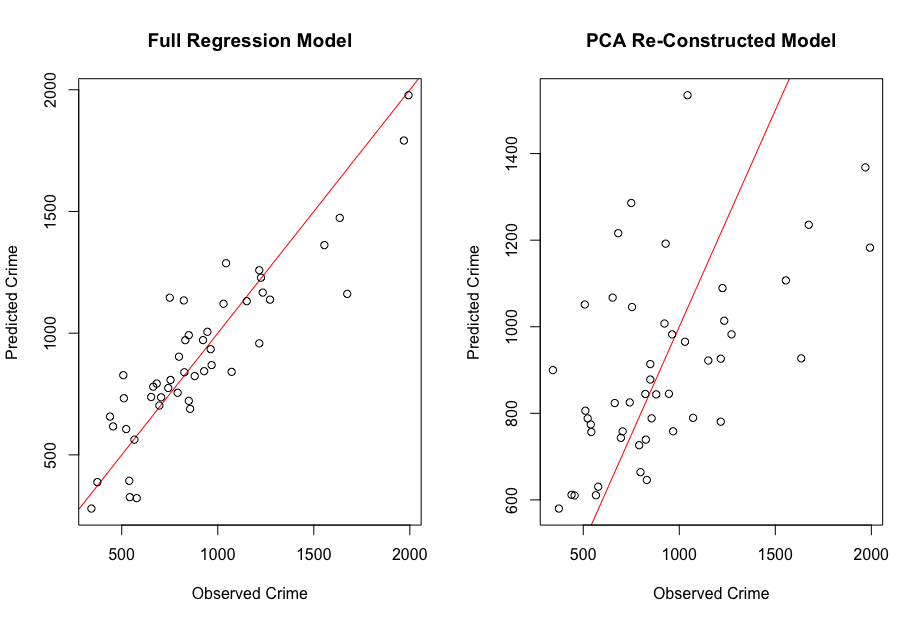 Full Regression Model
Predicted Crime
2000
1500
1000
500
500 1000 1500 2000
Observed Crime
PCA Re-Constructed Model
Predicted Crime
1400
1200
1000
800
600
500 1000 1500 2000
Observed Crime